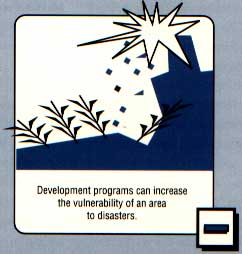 Development programs can increase
the vulnerability of an area
to disasters.